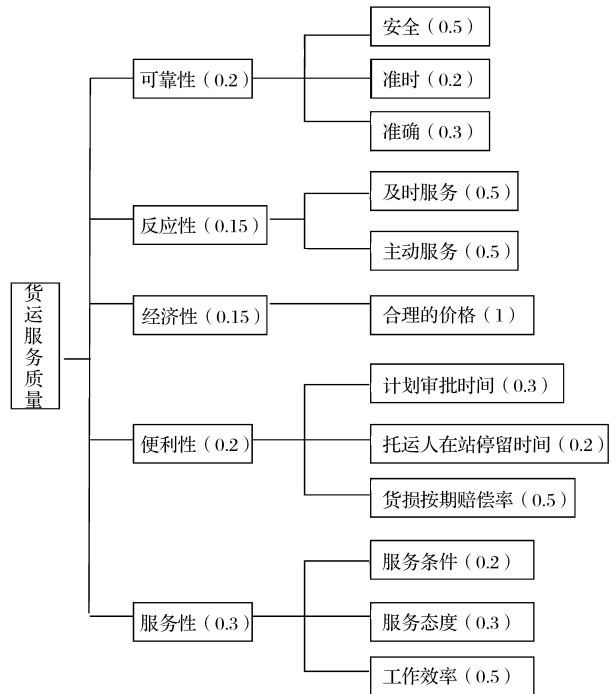 货运服务质量
可靠性（0.2）
安全（0.5）
准时（0.2）
准确（0.3）
反应性（0.15）
及时服务（0.5）
主动服务（0.5）
经济性（0.15）
合理的价格（1）
便利性（0.2）
计划审批时间（0.3）
托运人在站停留时间（0.2）
货损按期赔偿率（0.5）
服务性（0.3）
服务条件（0.2）
服务态度（0.3）
工作效率（0.5）